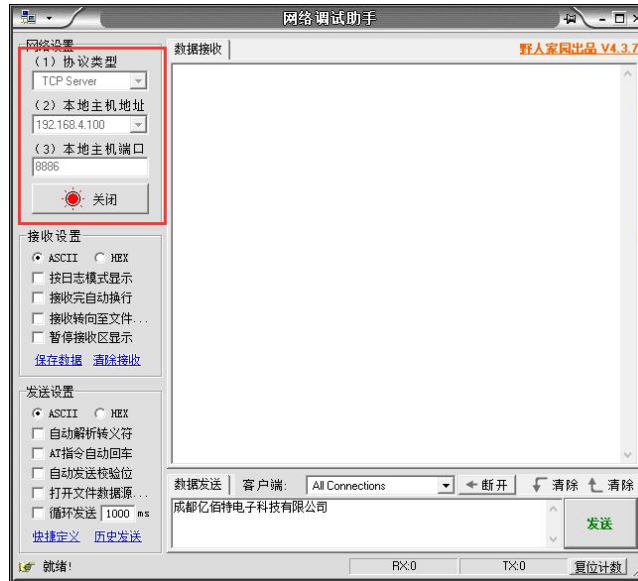 网络调试助手
网络设置
(1) 协议类型
TCP Server
(2) 本地主机地址
192.168.4.100
(3) 本地主机端口
8886
关闭
接收设置
ASCII HEX
按日志模式显示
接收完自动换行
接收转向至文件...
暂停接收区显示
保存数据 清除接收
发送设置
ASCII HEX
自动解析转义符
AT指令自动回车
自动发送校验位
打开文件数据源...
循环发送 1000 ms
快捷定义 历史发送
数据接收 野人家园出品 V4.3.7
数据发送 客户端: All Connections 断开 清除 清除
成都亿佰特电子科技有限公司
发送
就绪! RX:0 TX:0 复位计数